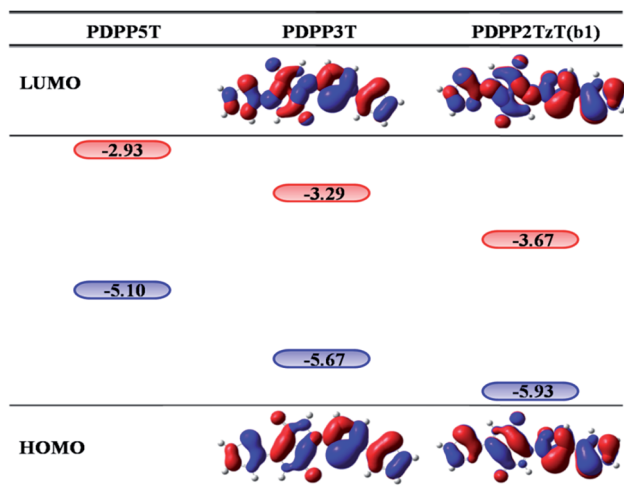 PDPP5T PDPP3T PDPP2TzT(b1)
LUMO
-2.93
-3.29
-3.67
-5.10
-5.67
-5.93
HOMO